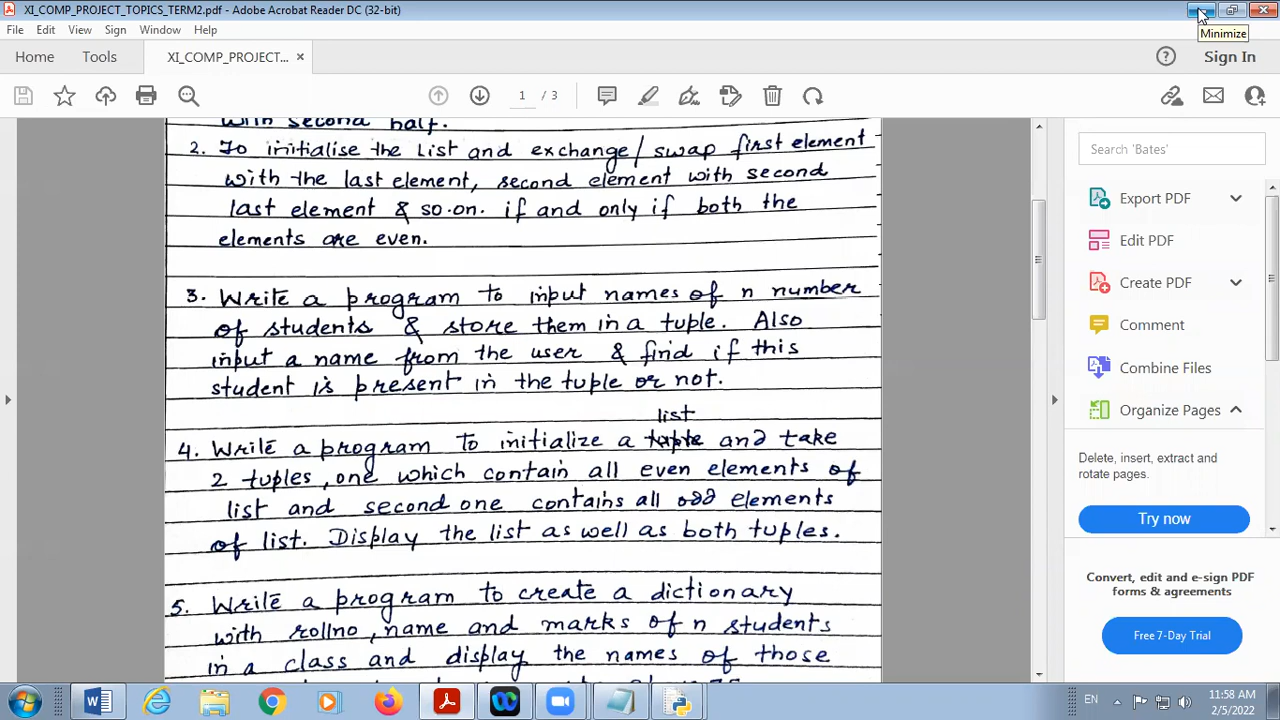 XI_COMP_PROJECT_TOPICS_TERM2.pdf - Adobe Acrobat Reader DC (32-bit)
File Edit View Sign Window Help
Minimize
Home Tools XI_COMP_PROJECT... × Sign In
1 / 3
with second half.
2. To initialise the list and exchange/ swap first element
with the last element, second element with second
last element & so.on. if and only if both the
elements are even.
3. Write a program to input names of n number
of students & store them in a tuple. Also
input a name from the user & find if this
student is present in the tuple or not.
list
4. Write a program to initialize a tuple and take
2 tuples, one which contain all even elements of
list and second one contains all odd elements
of list. Display the list as well as both tuples.
5. Write a program to create a dictionary
with rollno, name and marks of n students
in a class and display the names of those
Search 'Bates'
Export PDF
Edit PDF
Create PDF
Comment
Combine Files
Organize Pages
Delete, insert, extract and
rotate pages.
Try now
Convert, edit and e-sign PDF
forms & agreements
Free 7-Day Trial
EN
11:58 AM
2/5/2022